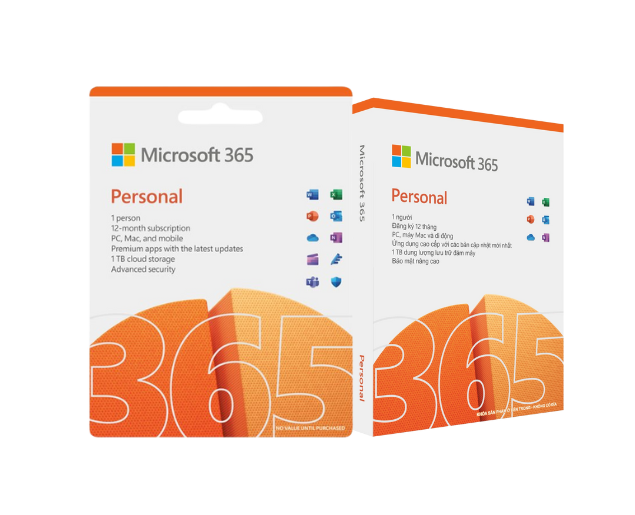 Microsoft 365
Personal
1 person
12-month subscription
PC, Mac, and mobile
Premium apps with the latest updates
1 TB cloud storage
Advanced security
365
NO VALUE UNTIL PURCHASED
Microsoft 365
Personal
Microsoft 365
Personal
1 người
Đăng ký 12 tháng
PC, máy Mac và di động
Ứng dụng cao cấp với các bản cập nhật mới nhất
1 TB dung lượng lưu trữ đám mây
Bảo mật nâng cao
365